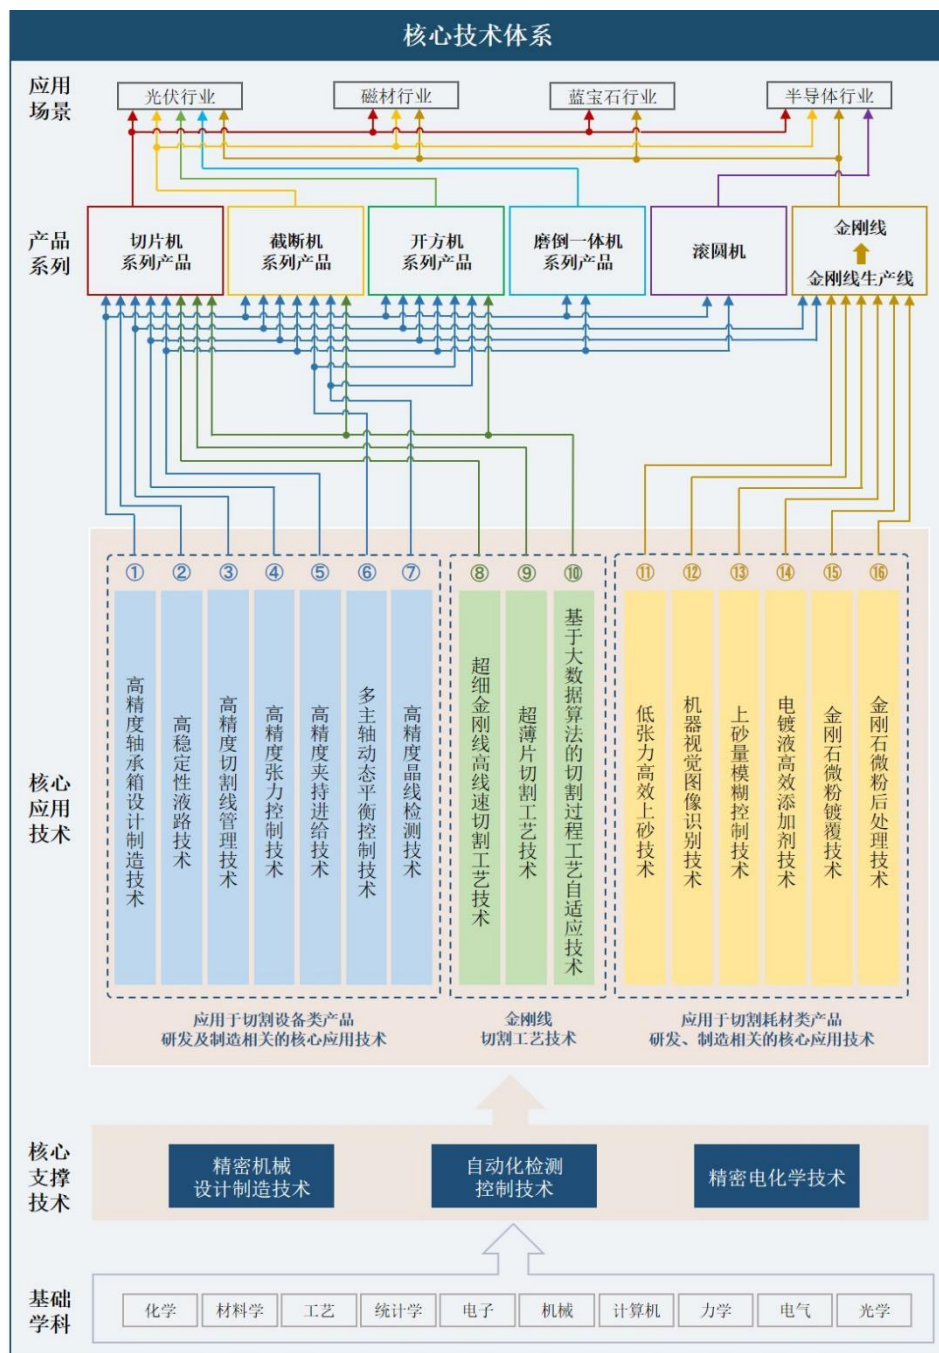 核心技术体系
应用
场景
光伏行业
磁材行业
蓝宝石行业
半导体行业
产品
系列
切片机
系列产品
截断机
系列产品
开方机
系列产品
磨倒一体机
系列产品
滚圆机
金刚线
金刚线生产线
核心
应用
技术
①
高精度轴承箱设计制造技术
②
高稳定性液路技术
③
高精度切割线管理技术
④
高精度张力控制技术
⑤
高精度夹持进给技术
⑥
多主轴动态平衡控制技术
⑦
高精度晶线检测技术
⑧
超细金刚线高线速切割工艺技术
⑨
超薄片切割工艺技术
⑩
基于大数据算法的切割过程工艺自适应技术
⑪
低张力高效上砂技术
⑫
机器视觉图像识别技术
⑬
上砂量模糊控制技术
⑭
电镀液高效添加剂技术
⑮
金刚石微粉镀覆技术
⑯
金刚石微粉后处理技术
应用于切割设备类产品
研发及制造相关的核心应用技术
金刚线
切割工艺技术
应用于切割耗材类产品
研发、制造相关的核心应用技术
核心
支撑
技术
精密机械
设计制造技术
自动化检测
控制技术
精密电化学技术
基础
学科
化学
材料学
工艺
统计学
电子
机械
计算机
力学
电气
光学